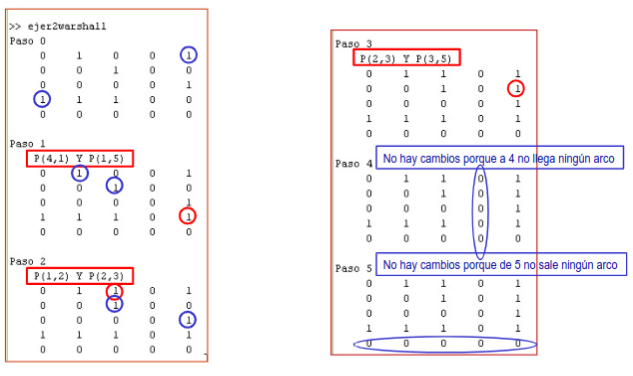 >> ejer2warshall
Paso 0
0 1 0 0 1
0 0 1 0 0
0 0 0 0 1
1 1 1 0 0
0 0 0 0 0
Paso 1
P(4,1) Y P(1,5)
0 1 0 0 1
0 0 1 0 0
0 0 0 0 1
1 1 1 0 1
0 0 0 0 0
Paso 2
P(1,2) Y P(2,3)
0 1 1 0 1
0 0 1 0 0
0 0 0 0 1
1 1 1 0 1
0 0 0 0 0
Paso 3
P(2,3) Y P(3,5)
0 1 1 0 1
0 0 1 0 1
0 0 0 0 1
1 1 1 0 1
0 0 0 0 0
Paso 4
No hay cambios porque a 4 no llega ningún arco
0 1 1 0 1
0 0 1 0 1
0 0 0 0 1
1 1 1 0 1
0 0 0 0 0
Paso 5
No hay cambios porque de 5 no sale ningún arco
0 1 1 0 1
0 0 1 0 1
0 0 0 0 1
1 1 1 0 1
0 0 0 0 0